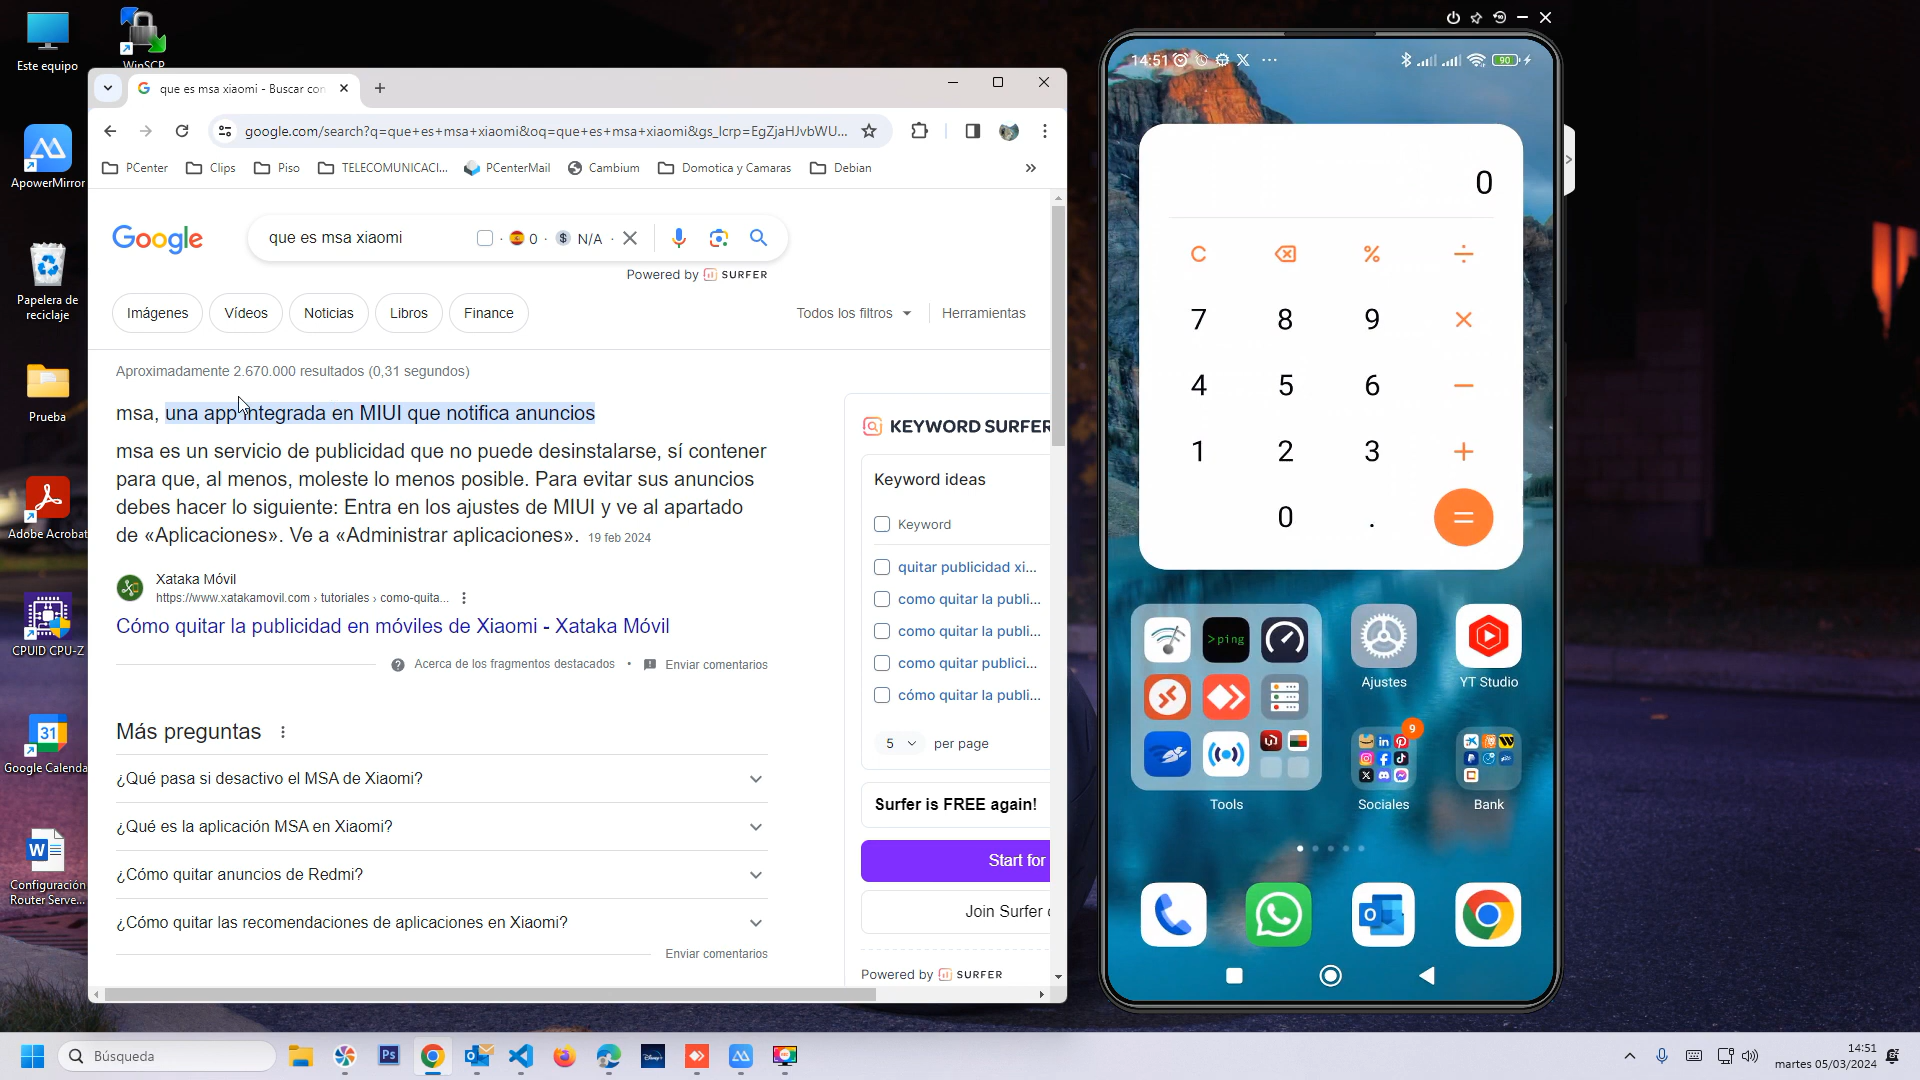 Este equipo
WinSCP
ApowerMirror
Papelera de
reciclaje
Prueba
Adobe Acrobat
CPUID CPU-Z
31
Google Calenda
W
Configuración
Router Serve...
que es msa xiaomi - Buscar con
google.com/search?q=que+es+msa+xiaomi&oq=que+es+msa+xiaomi&gs_lcrp=EgZjaHJvbWU...
PCenter
Clips
Piso
TELECOMUNICACI...
PCenterMail
Cambium
Domotica y Camaras
Debian
»
Google
que es msa xiaomi
· 0 · N/A ·
Powered by SURFER
Imágenes
Vídeos
Noticias
Libros
Finance
Todos los filtros
Herramientas
Aproximadamente 2.670.000 resultados (0,31 segundos)
msa, una app integrada en MIUI que notifica anuncios
msa es un servicio de publicidad que no puede desinstalarse, sí contener
para que, al menos, moleste lo menos posible. Para evitar sus anuncios
debes hacer lo siguiente: Entra en los ajustes de MIUI y ve al apartado
de «Aplicaciones». Ve a «Administrar aplicaciones». 19 feb 2024
Xataka Móvil
https://www.xatakamovil.com › tutoriales › como-quita...
Cómo quitar la publicidad en móviles de Xiaomi - Xataka Móvil
Acerca de los fragmentos destacados • Enviar comentarios
Más preguntas
¿Qué pasa si desactivo el MSA de Xiaomi?
¿Qué es la aplicación MSA en Xiaomi?
¿Cómo quitar anuncios de Redmi?
¿Cómo quitar las recomendaciones de aplicaciones en Xiaomi?
Enviar comentarios
KEYWORD SURFER
Keyword ideas
Keyword
quitar publicidad xi...
como quitar la publi...
como quitar la publi...
como quitar publici...
cómo quitar la publi...
5 per page
Surfer is FREE again!
Start for
Join Surfer
Powered by SURFER
14:51
...
90
0
C % ÷
7 8 9 ×
4 5 6 −
1 2 3 +
0 . =
>ping
Tools
Ajustes
YT Studio
9
Sociales
Bank
Búsqueda
Ps
14:51
martes 05/03/2024